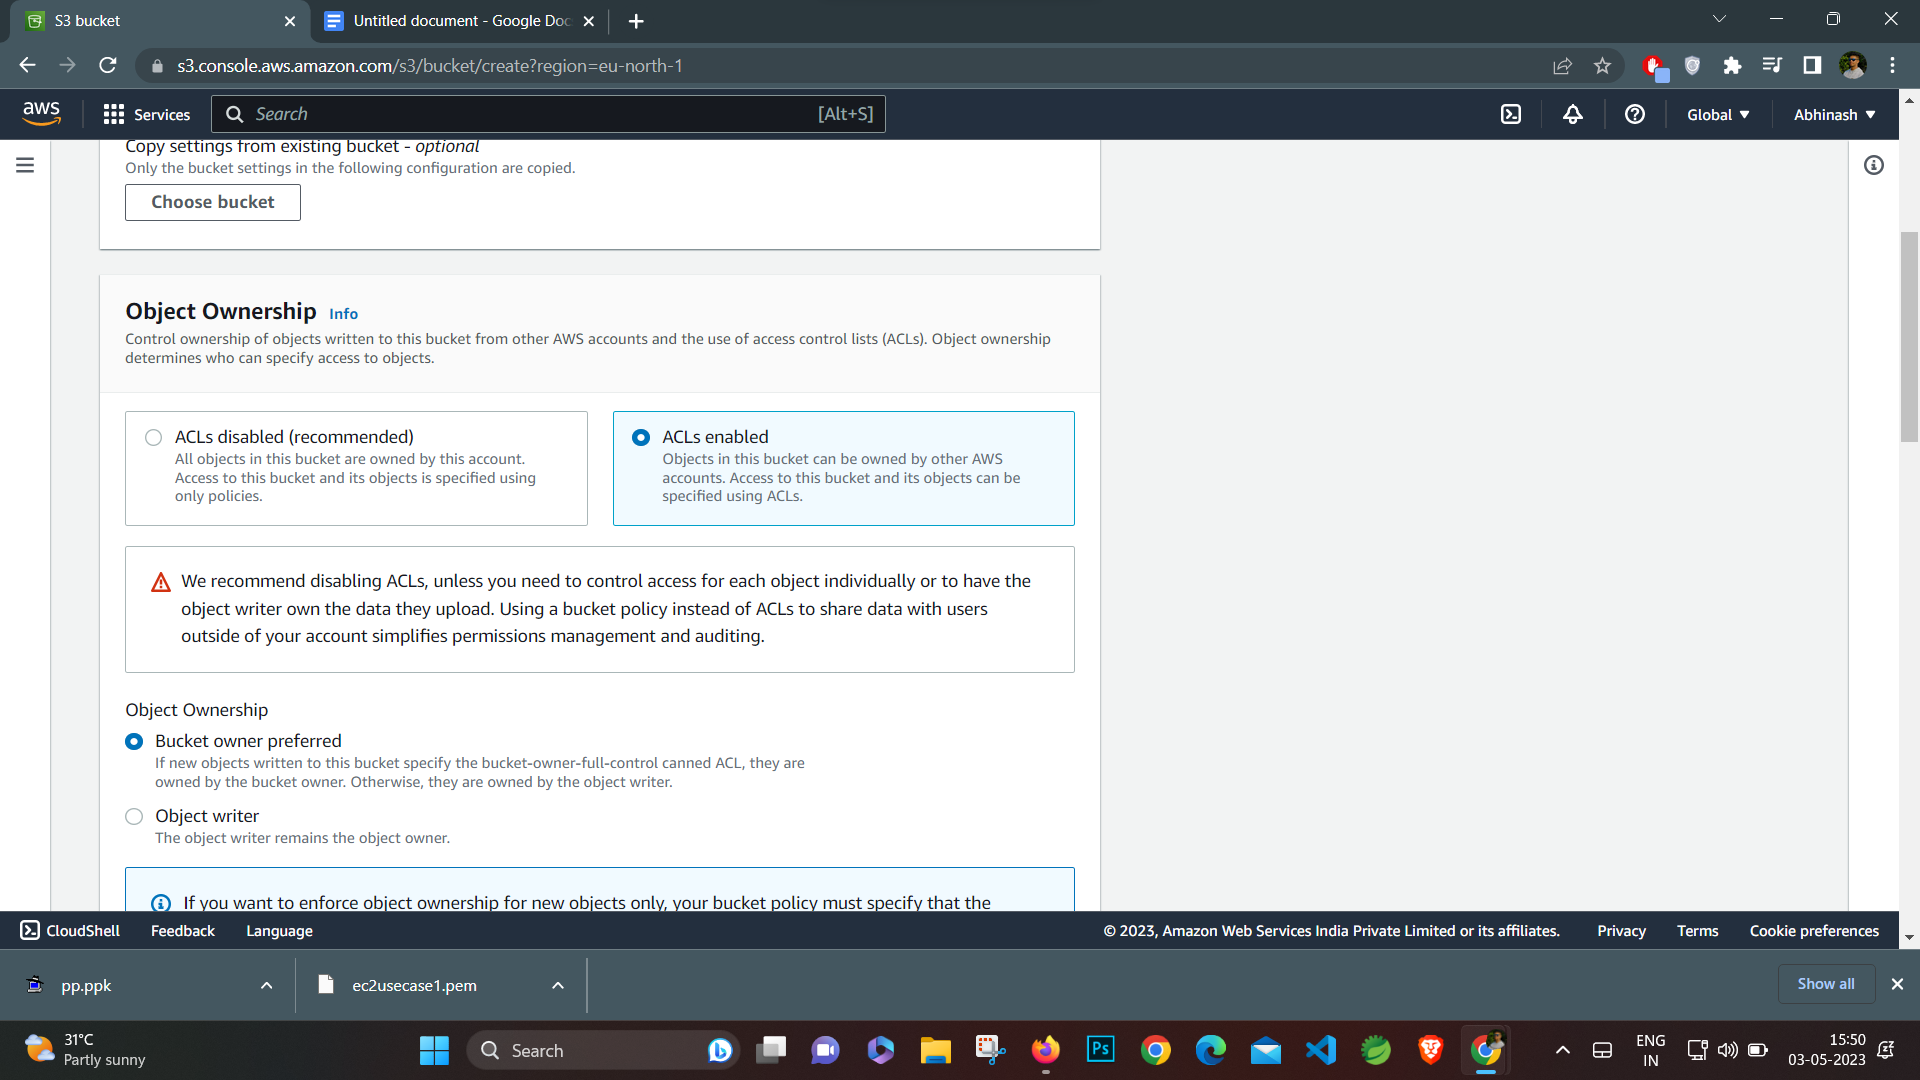 S3 bucket
Untitled document - Google Doc
s3.console.aws.amazon.com/s3/bucket/create?region=eu-north-1
aws
Services
Search
[Alt+S]
Global
Abhinash
Copy settings from existing bucket - optional
Only the bucket settings in the following configuration are copied.
Choose bucket
Object Ownership Info
Control ownership of objects written to this bucket from other AWS accounts and the use of access control lists (ACLs). Object ownership
determines who can specify access to objects.
ACLs disabled (recommended)
All objects in this bucket are owned by this account.
Access to this bucket and its objects is specified using
only policies.
ACLs enabled
Objects in this bucket can be owned by other AWS
accounts. Access to this bucket and its objects can be
specified using ACLs.
We recommend disabling ACLs, unless you need to control access for each object individually or to have the
object writer own the data they upload. Using a bucket policy instead of ACLs to share data with users
outside of your account simplifies permissions management and auditing.
Object Ownership
Bucket owner preferred
If new objects written to this bucket specify the bucket-owner-full-control canned ACL, they are
owned by the bucket owner. Otherwise, they are owned by the object writer.
Object writer
The object writer remains the object owner.
If you want to enforce object ownership for new objects only, your bucket policy must specify that the
CloudShell
Feedback
Language
© 2023, Amazon Web Services India Private Limited or its affiliates.
Privacy
Terms
Cookie preferences
pp.ppk
ec2usecase1.pem
Show all
31°C
Partly sunny
Search
Ps
ENG
IN
15:50
03-05-2023